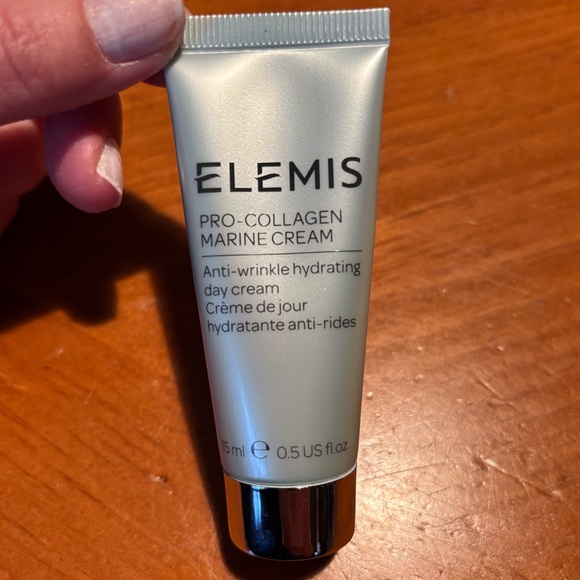 ELEMIS
PRO-COLLAGEN
MARINE CREAM
Anti-wrinkle hydrating
day cream
Crème de jour
hydratante anti-rides
15 ml ℮ 0.5 US fl.oz.